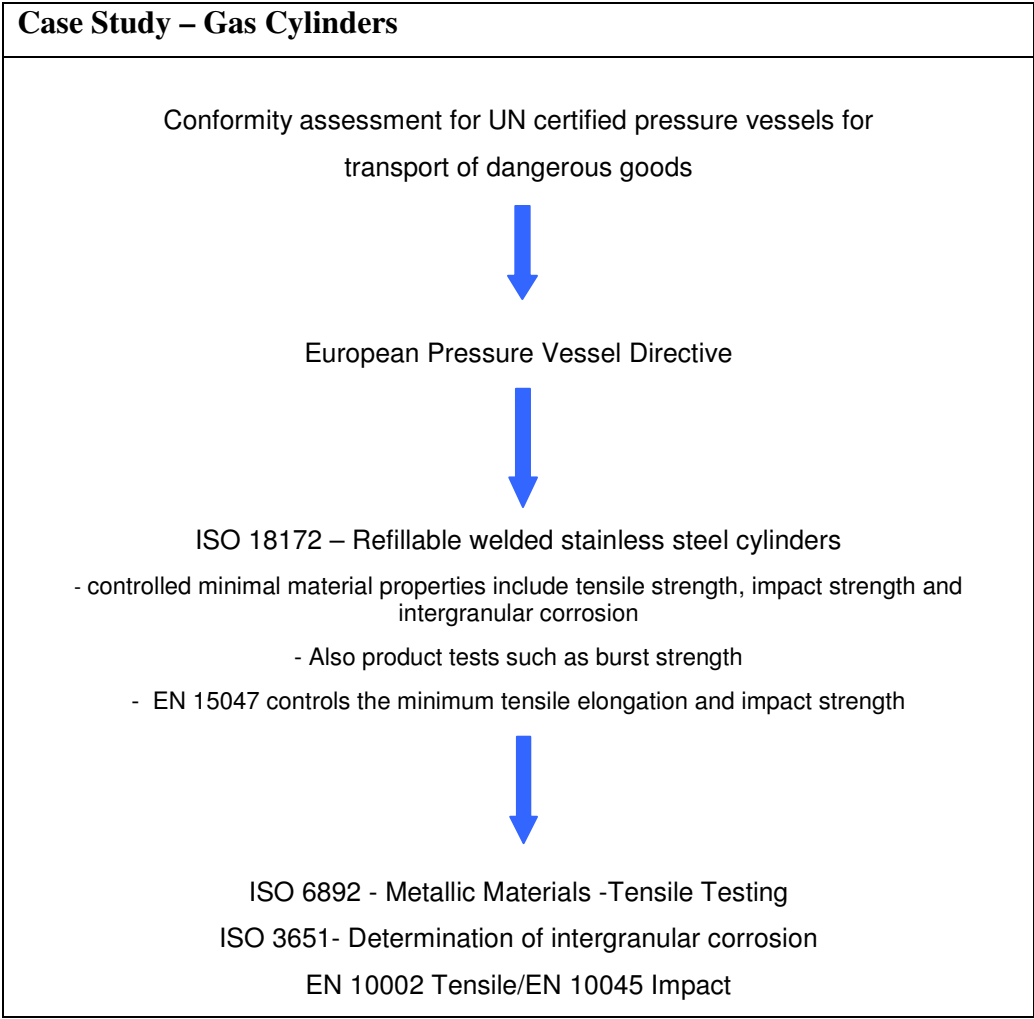 Case Study – Gas Cylinders
Conformity assessment for UN certified pressure vessels for
transport of dangerous goods
European Pressure Vessel Directive
ISO 18172 – Refillable welded stainless steel cylinders
- controlled minimal material properties include tensile strength, impact strength and
intergranular corrosion
- Also product tests such as burst strength
- EN 15047 controls the minimum tensile elongation and impact strength
ISO 6892 - Metallic Materials -Tensile Testing
ISO 3651- Determination of intergranular corrosion
EN 10002 Tensile/EN 10045 Impact